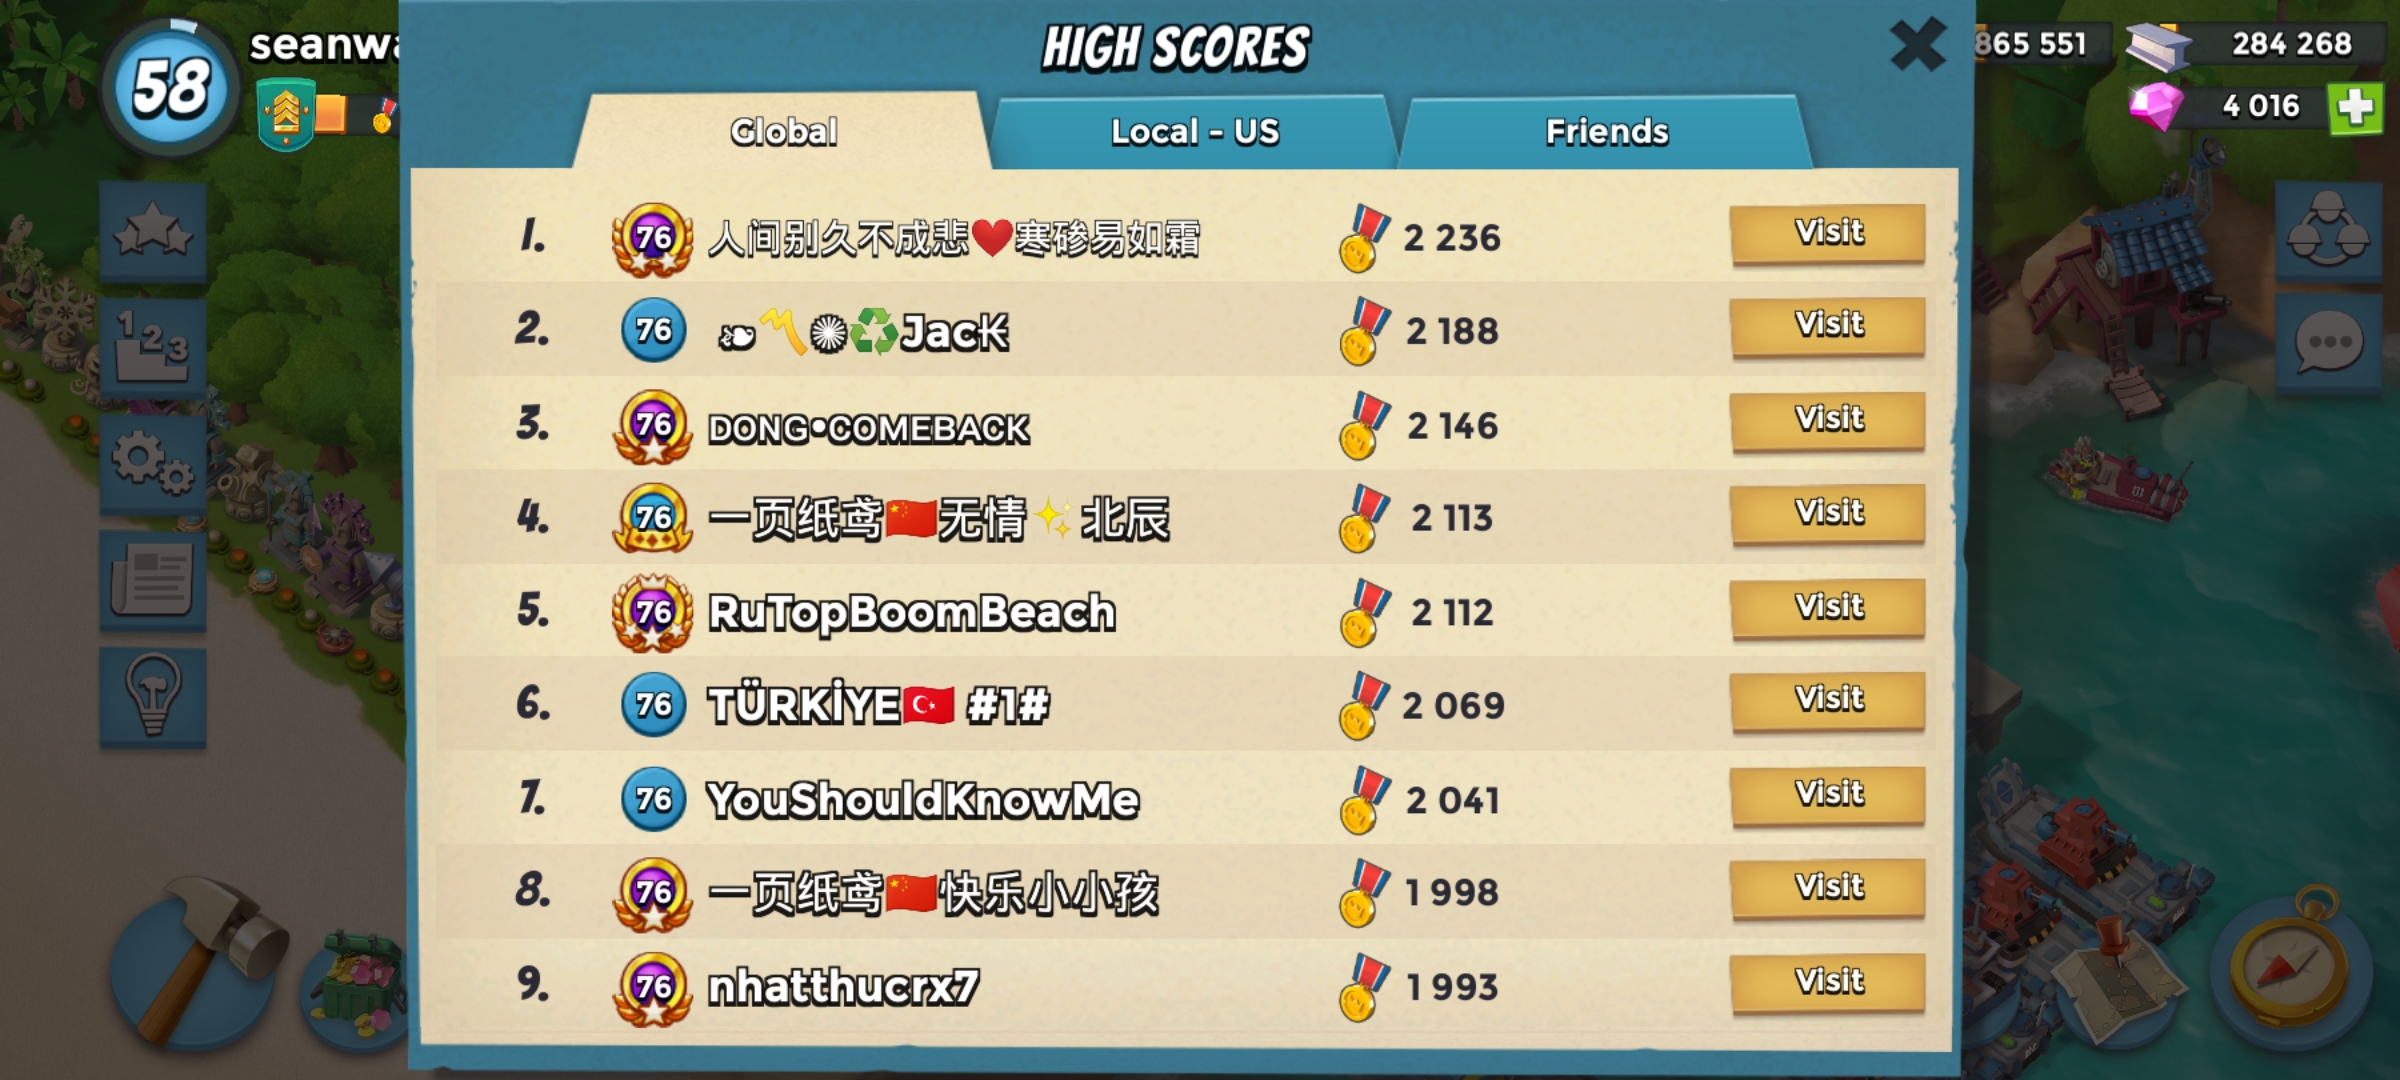 58
seanwa
HIGH SCORES
865 551
284 268
4 016
Global
Local - US
Friends
1. 76 人间别久不成悲❤️寒碜易如霜 2 236 Visit
2. 76 ❧〽️֍♻️JacꞰ 2 188 Visit
3. 76 DONG•COMEBACK 2 146 Visit
4. 76 一页纸鸢🇨🇳无情✨北辰 2 113 Visit
5. 76 RuTopBoomBeach 2 112 Visit
6. 76 TÜRKİYE🇹🇷 #1# 2 069 Visit
7. 76 YouShouldKnowMe 2 041 Visit
8. 76 一页纸鸢🇨🇳快乐小小孩 1 998 Visit
9. 76 nhatthucrx7 1 993 Visit
1 2 3